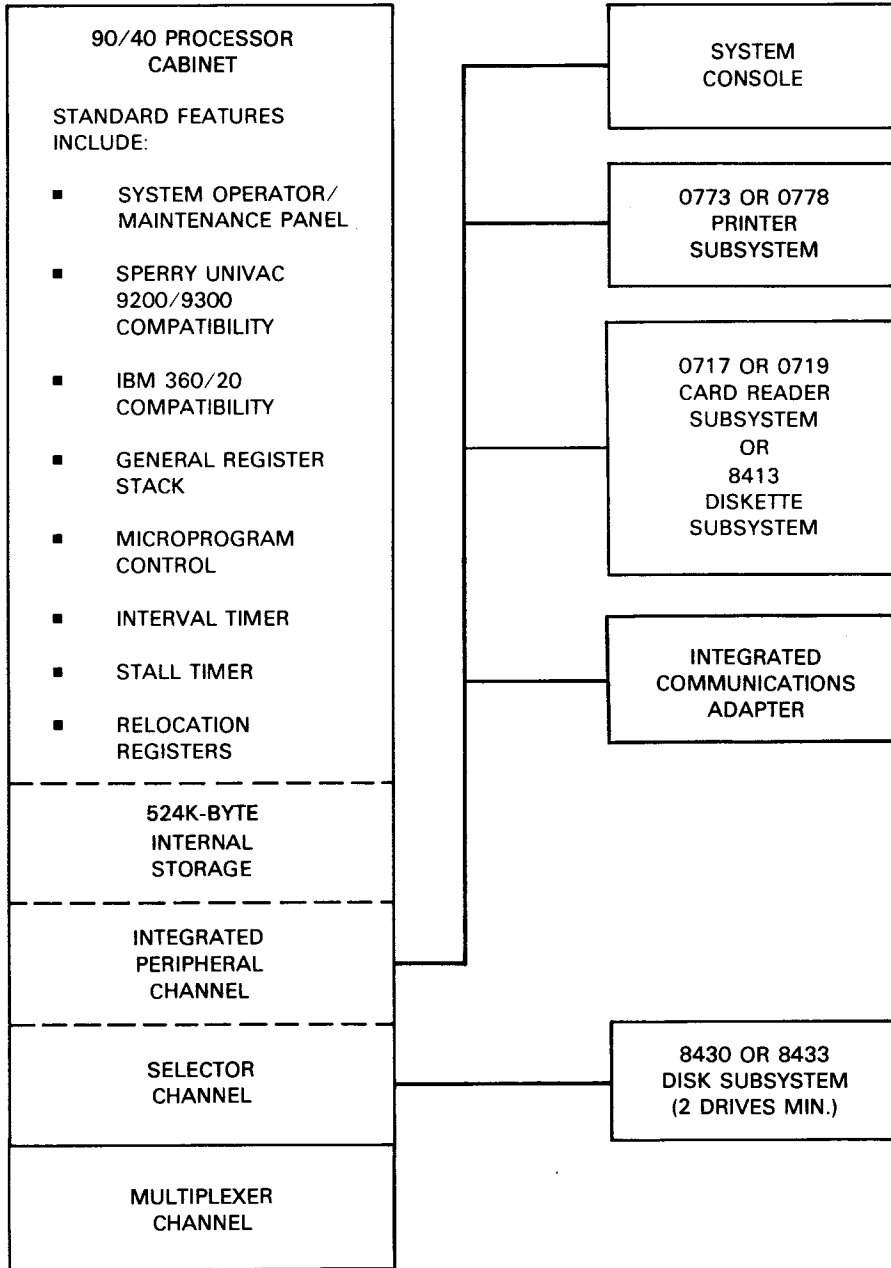 90/40 PROCESSOR
CABINET
STANDARD FEATURES
INCLUDE:
■ SYSTEM OPERATOR/
MAINTENANCE PANEL
■ SPERRY UNIVAC
9200/9300
COMPATIBILITY
■ IBM 360/20
COMPATIBILITY
■ GENERAL REGISTER
STACK
■ MICROPROGRAM
CONTROL
■ INTERVAL TIMER
■ STALL TIMER
■ RELOCATION
REGISTERS
524K-BYTE
INTERNAL
STORAGE
INTEGRATED
PERIPHERAL
CHANNEL
SELECTOR
CHANNEL
MULTIPLEXER
CHANNEL
SYSTEM
CONSOLE
0773 OR 0778
PRINTER
SUBSYSTEM
0717 OR 0719
CARD READER
SUBSYSTEM
OR
8413
DISKETTE
SUBSYSTEM
INTEGRATED
COMMUNICATIONS
ADAPTER
8430 OR 8433
DISK SUBSYSTEM
(2 DRIVES MIN.)